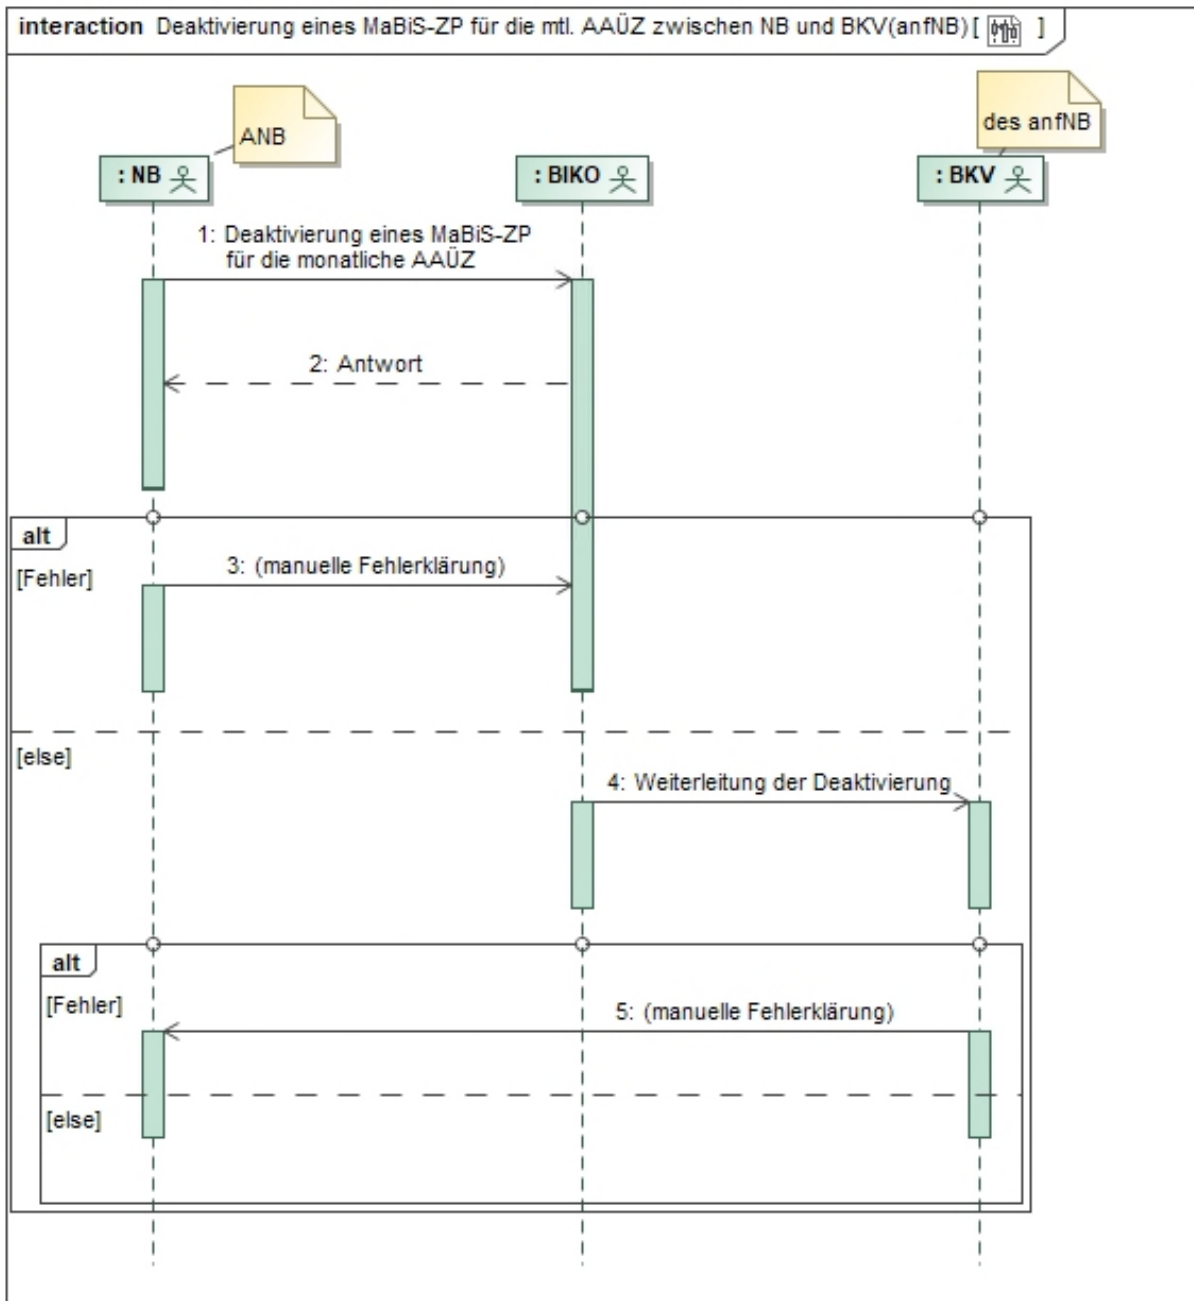 interaction Deaktivierung eines MaBiS-ZP für die mtl. AAÜZ zwischen NB und BKV(anfNB)[ ]
ANB
des anfNB
: NB
: BIKO
: BKV
1: Deaktivierung eines MaBiS-ZP
für die monatliche AAÜZ
2: Antwort
alt
[Fehler]
3: (manuelle Fehlerklärung)
[else]
4: Weiterleitung der Deaktivierung
alt
[Fehler]
5: (manuelle Fehlerklärung)
[else]